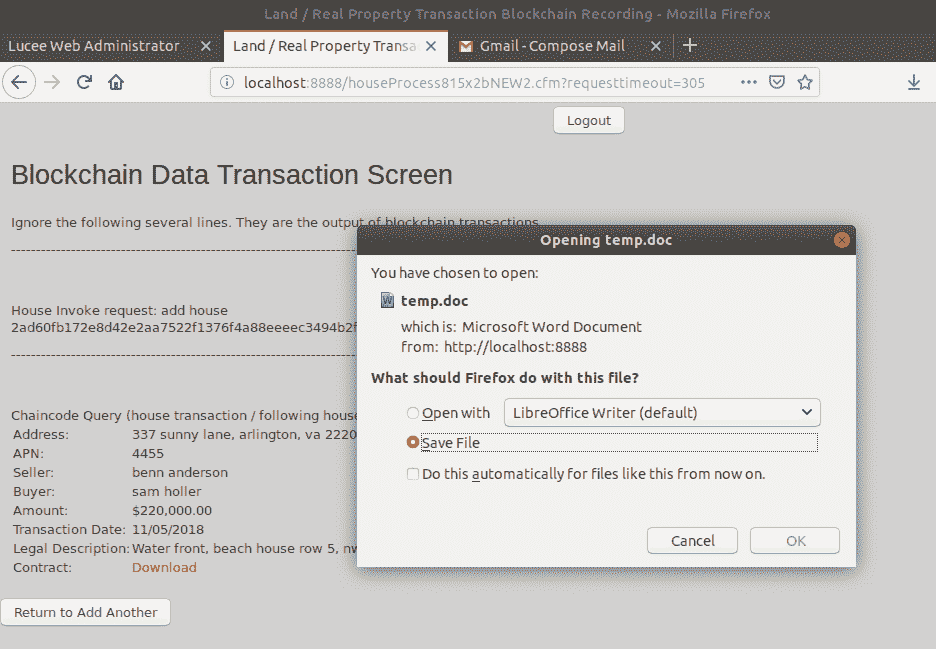 Land / Real Property Transaction Blockchain Recording - Mozilla Firefox
Lucee Web Administrator
Land / Real Property Transa
Gmail - Compose Mail
localhost:8888/houseProcess815x2bNEW2.cfm?requesttimeout=305
Logout
Blockchain Data Transaction Screen
Ignore the following several lines. They are the output of blockchain transactions
Opening temp.doc
You have chosen to open:
temp.doc
which is: Microsoft Word Document
from: http://localhost:8888
What should Firefox do with this file?
Open with LibreOffice Writer (default)
Save File
Do this automatically for files like this from now on.
Cancel OK
House Invoke request: add house
2ad60fb172e8d42e2aa7522f1376f4a88eeeec3494b2f
Chaincode Query (house transaction / following house
Address: 337 sunny lane, arlington, va 2220
APN: 4455
Seller: benn anderson
Buyer: sam holler
Amount: $220,000.00
Transaction Date: 11/05/2018
Legal Description: Water front, beach house row 5, nw
Contract: Download
Return to Add Another